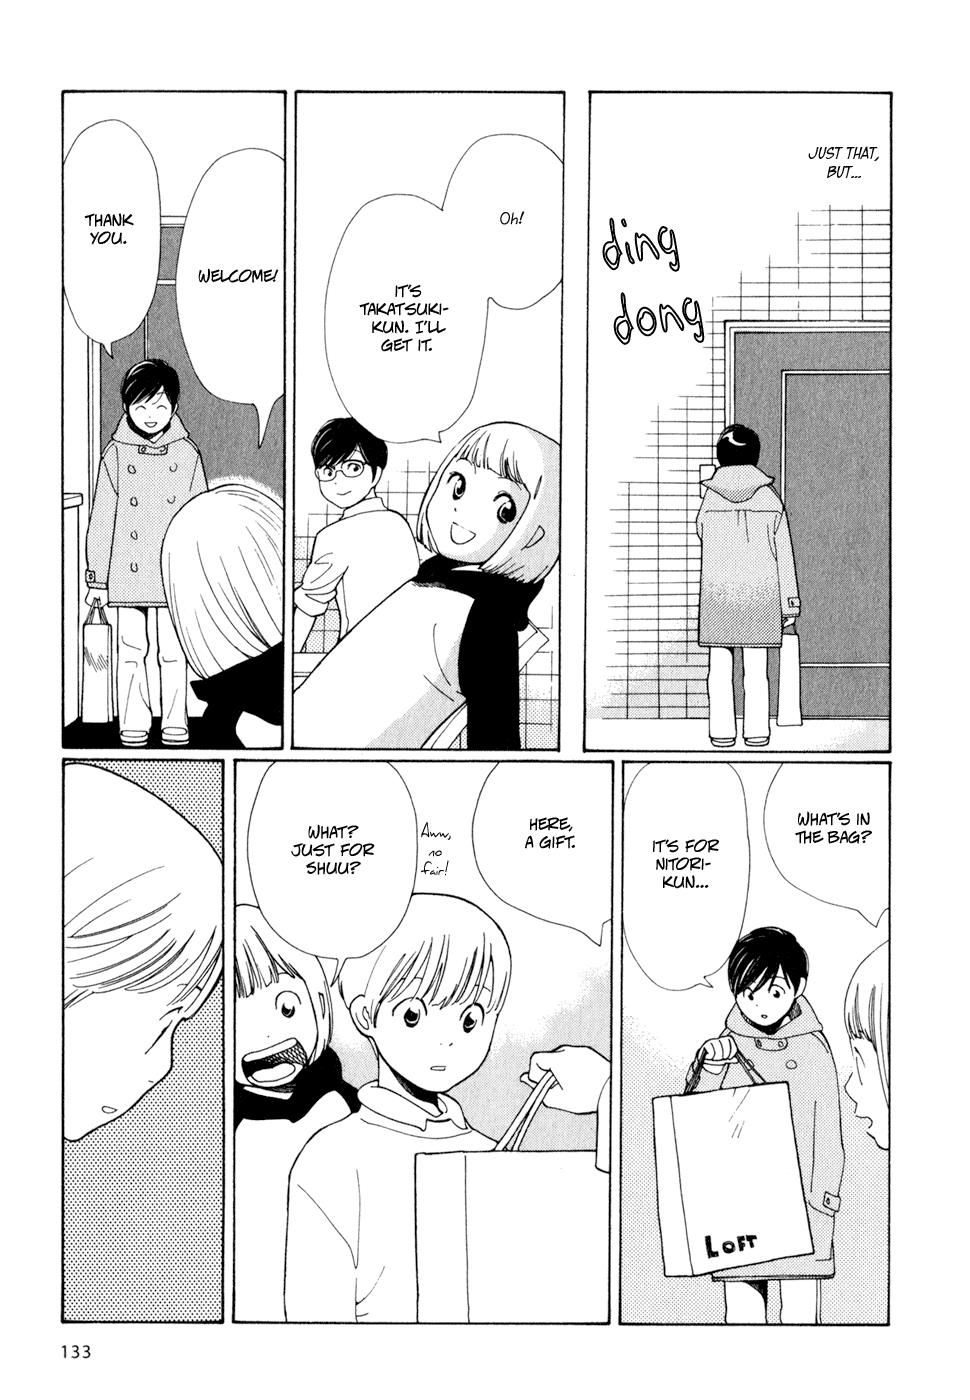 JUST THAT,
BUT...
ding
dong
Oh!
IT'S
TAKATSUKI-
KUN. I'LL
GET IT.
WELCOME!
THANK
YOU.
WHAT'S IN
THE BAG?
IT'S FOR
NITORI-
KUN...
LOFT
HERE,
A GIFT.
Aww,
no
fair!
WHAT?
JUST FOR
SHUU?
133